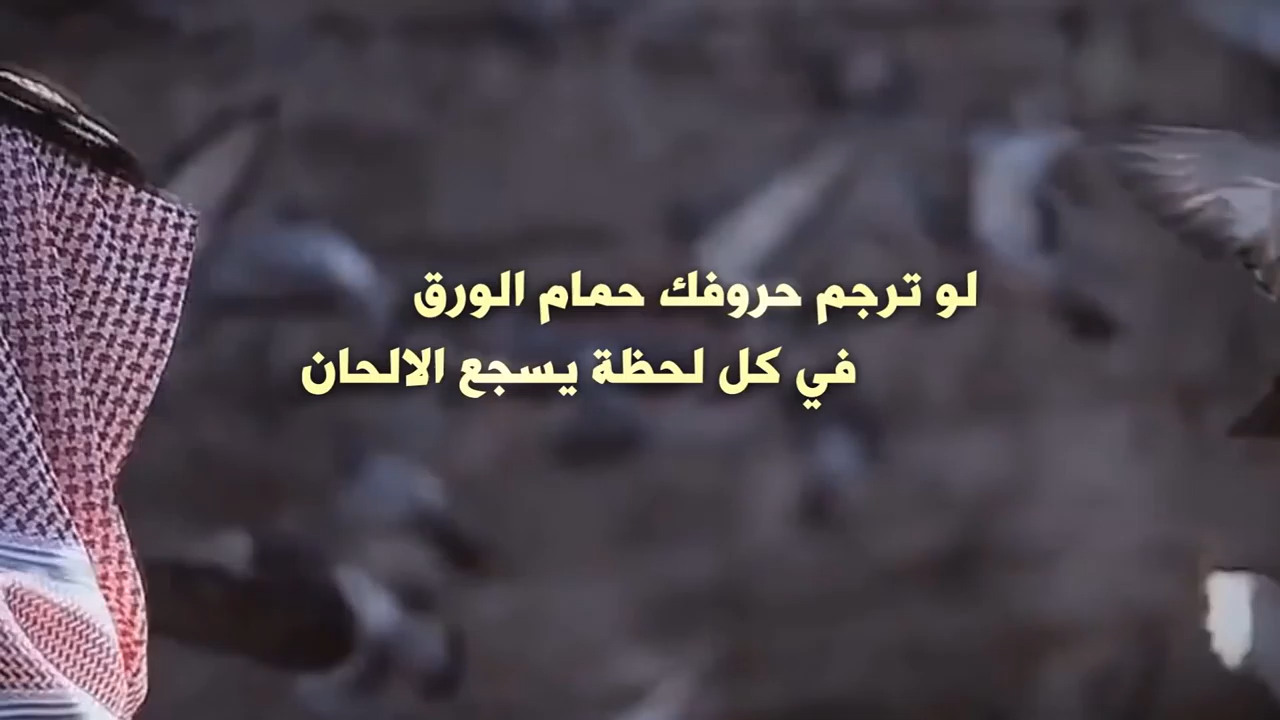 لو ترجم حروفك حمام الورق
في كل لحظة يسجع الالحان